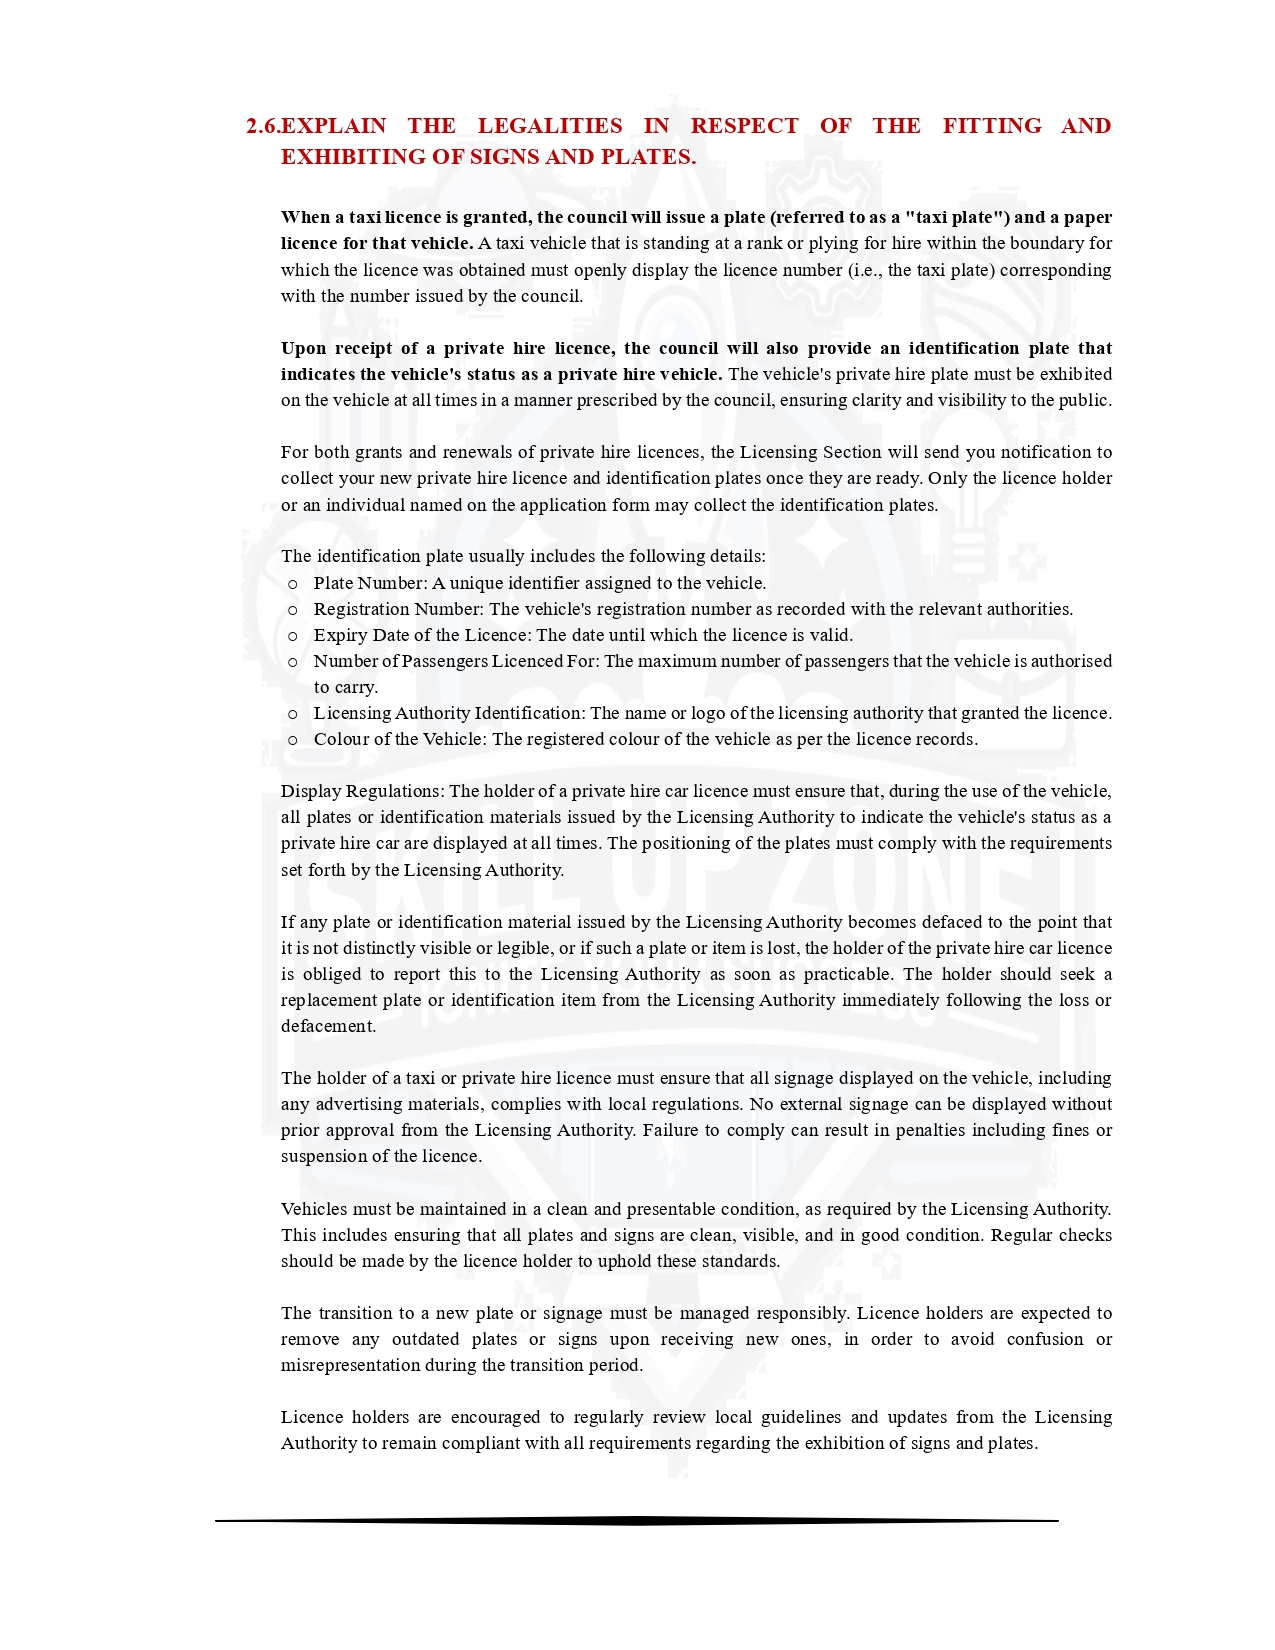 2.6.EXPLAIN THE LEGALITIES IN RESPECT OF THE FITTING AND
EXHIBITING OF SIGNS AND PLATES.
When a taxi licence is granted, the council will issue a plate (referred to as a "taxi plate") and a paper
licence for that vehicle. A taxi vehicle that is standing at a rank or plying for hire within the boundary for
which the licence was obtained must openly display the licence number (i.e., the taxi plate) corresponding
with the number issued by the council.
Upon receipt of a private hire licence, the council will also provide an identification plate that
indicates the vehicle's status as a private hire vehicle. The vehicle's private hire plate must be exhibited
on the vehicle at all times in a manner prescribed by the council, ensuring clarity and visibility to the public.
For both grants and renewals of private hire licences, the Licensing Section will send you notification to
collect your new private hire licence and identification plates once they are ready. Only the licence holder
or an individual named on the application form may collect the identification plates.
The identification plate usually includes the following details:
o Plate Number: A unique identifier assigned to the vehicle.
o Registration Number: The vehicle's registration number as recorded with the relevant authorities.
o Expiry Date of the Licence: The date until which the licence is valid.
o Number of Passengers Licenced For: The maximum number of passengers that the vehicle is authorised
to carry.
o Licensing Authority Identification: The name or logo of the licensing authority that granted the licence.
o Colour of the Vehicle: The registered colour of the vehicle as per the licence records.
Display Regulations: The holder of a private hire car licence must ensure that, during the use of the vehicle,
all plates or identification materials issued by the Licensing Authority to indicate the vehicle's status as a
private hire car are displayed at all times. The positioning of the plates must comply with the requirements
set forth by the Licensing Authority.
SKILL UP ZONE
If any plate or identification material issued by the Licensing Authority becomes defaced to the point that
it is not distinctly visible or legible, or if such a plate or item is lost, the holder of the private hire car licence
is obliged to report this to the Licensing Authority as soon as practicable. The holder should seek a
replacement plate or identification item from the Licensing Authority immediately following the loss or
defacement.
IGNITE YOUR SUCCESS
The holder of a taxi or private hire licence must ensure that all signage displayed on the vehicle, including
any advertising materials, complies with local regulations. No external signage can be displayed without
prior approval from the Licensing Authority. Failure to comply can result in penalties including fines or
suspension of the licence.
Vehicles must be maintained in a clean and presentable condition, as required by the Licensing Authority.
This includes ensuring that all plates and signs are clean, visible, and in good condition. Regular checks
should be made by the licence holder to uphold these standards.
The transition to a new plate or signage must be managed responsibly. Licence holders are expected to
remove any outdated plates or signs upon receiving new ones, in order to avoid confusion or
misrepresentation during the transition period.
Licence holders are encouraged to regularly review local guidelines and updates from the Licensing
Authority to remain compliant with all requirements regarding the exhibition of signs and plates.